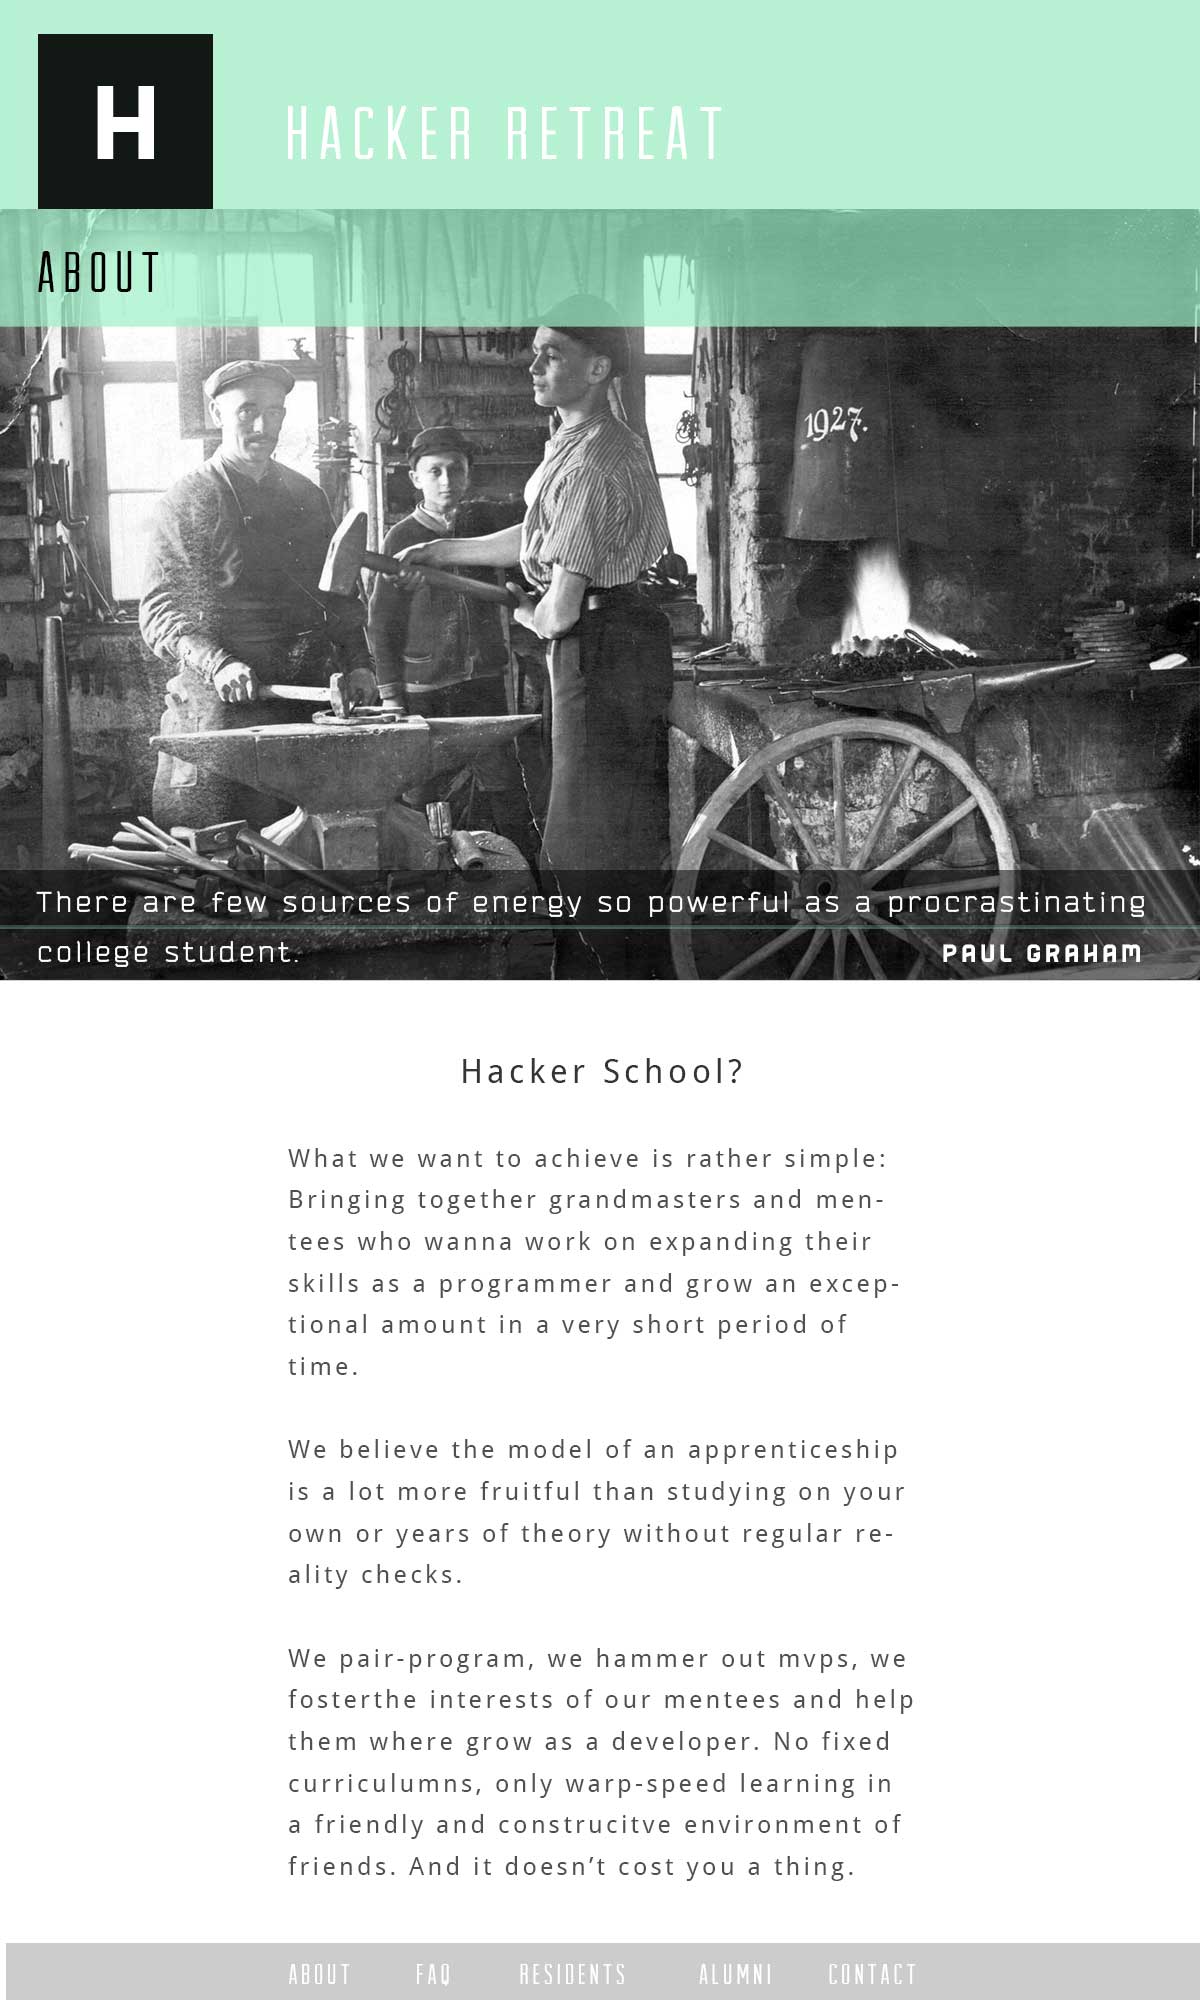 H
HACKER RETREAT
ABOUT
1927.
There are few sources of energy so powerful as a procrastinating
college student.
PAUL GRAHAM
Hacker School?
What we want to achieve is rather simple:
Bringing together grandmasters and men-
tees who wanna work on expanding their
skills as a programmer and grow an excep-
tional amount in a very short period of
time.
We believe the model of an apprenticeship
is a lot more fruitful than studying on your
own or years of theory without regular re-
ality checks.
We pair-program, we hammer out mvps, we
fosterthe interests of our mentees and help
them where grow as a developer. No fixed
curriculumns, only warp-speed learning in
a friendly and construcitve environment of
friends. And it doesn’t cost you a thing.
ABOUT FAQ RESIDENTS ALUMNI CONTACT